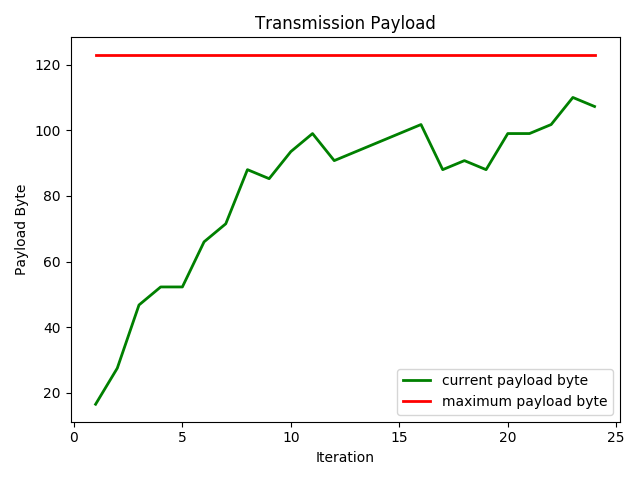 Transmission Payload
120
100
80
60
40
20
Payload Byte
0
5
10
15
20
25
Iteration
current payload byte
maximum payload byte